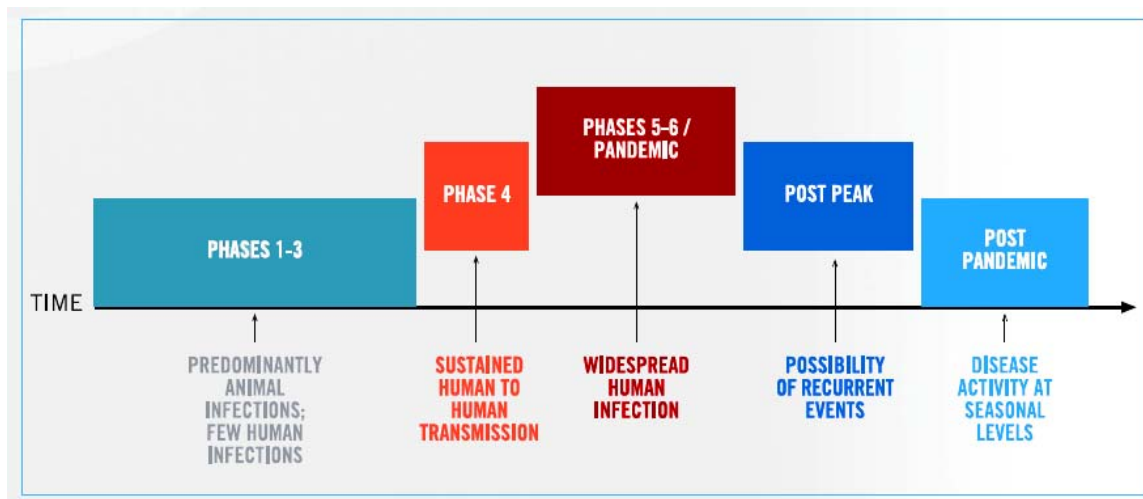 PHASES 5-6 /
PANDEMIC
PHASE 4
POST PEAK
PHASES 1-3
POST
PANDEMIC
TIME
PREDOMINANTLY
ANIMAL
INFECTIONS;
FEW HUMAN
INFECTIONS
SUSTAINED
HUMAN TO
HUMAN
TRANSMISSION
WIDESPREAD
HUMAN
INFECTION
POSSIBILITY
OF RECURRENT
EVENTS
DISEASE
ACTIVITY AT
SEASONAL
LEVELS